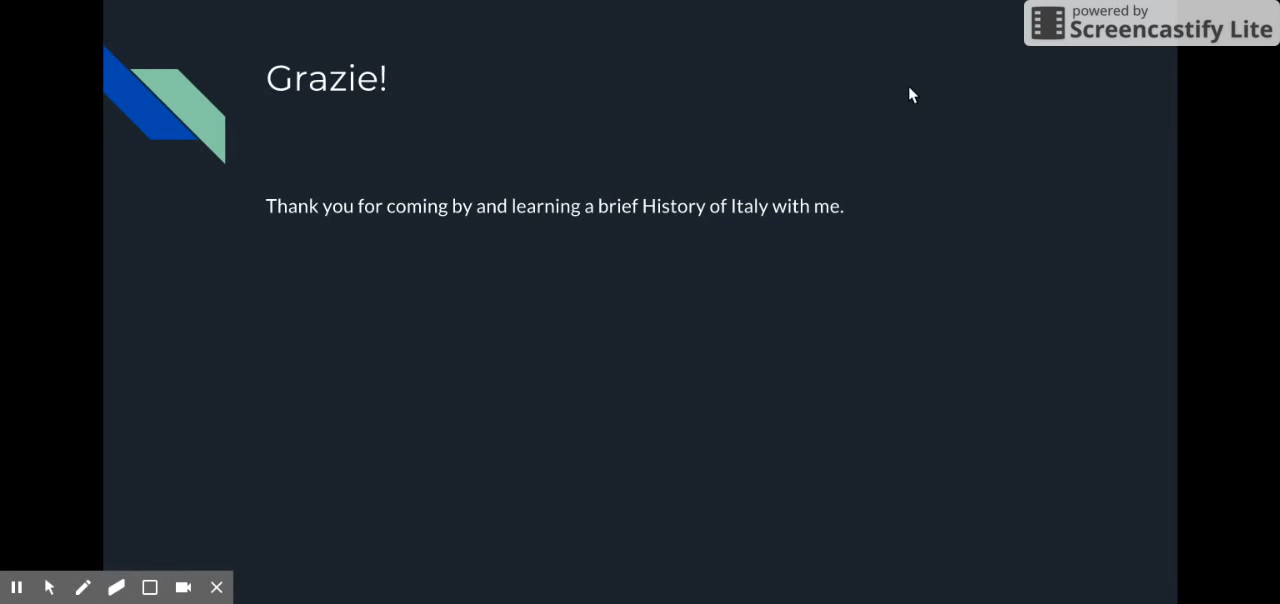 powered by
Screencastify Lite
Grazie!
Thank you for coming by and learning a brief History of Italy with me.